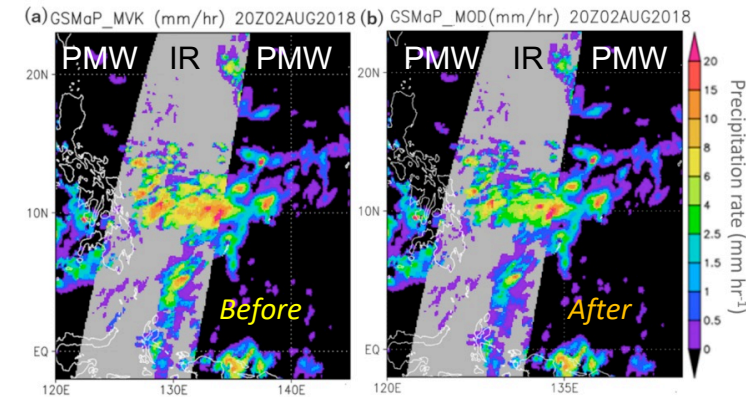 (a) GSMaP_MVK (mm/hr) 20Z02AUG2018
(b) GSMaP_MOD(mm/hr) 20Z02AUG2018
PMW IR PMW
PMW IR PMW
20N
10N
EQ
120E 130E 140E
Before
20N
10N
EQ
120E 135E
After
20
15
10
8
6
4
2.5
1.5
1
0.5
0
Precipitation rate (mm hr⁻¹)